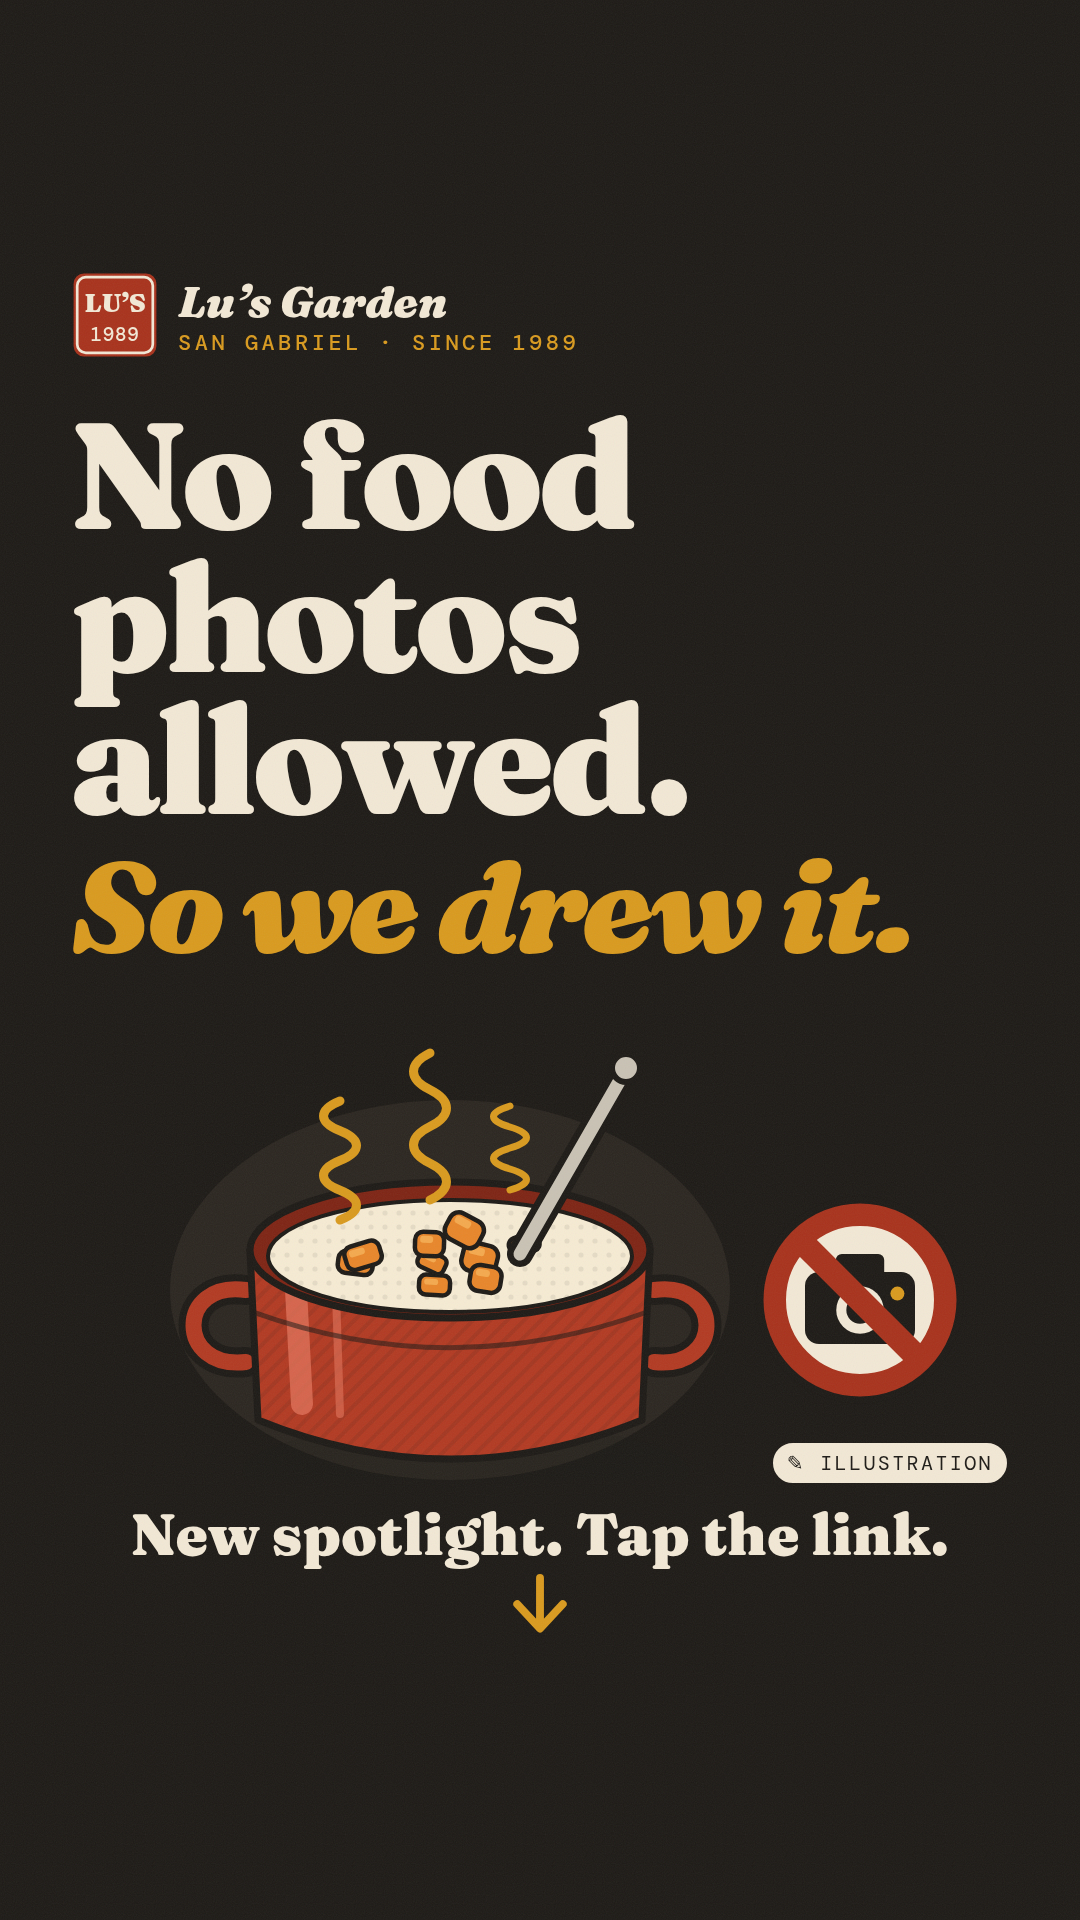 LU'S
1989
Lu's Garden
SAN GABRIEL · SINCE 1989
No food
photos
allowed.
So we drew it.
✎ ILLUSTRATION
New spotlight. Tap the link.